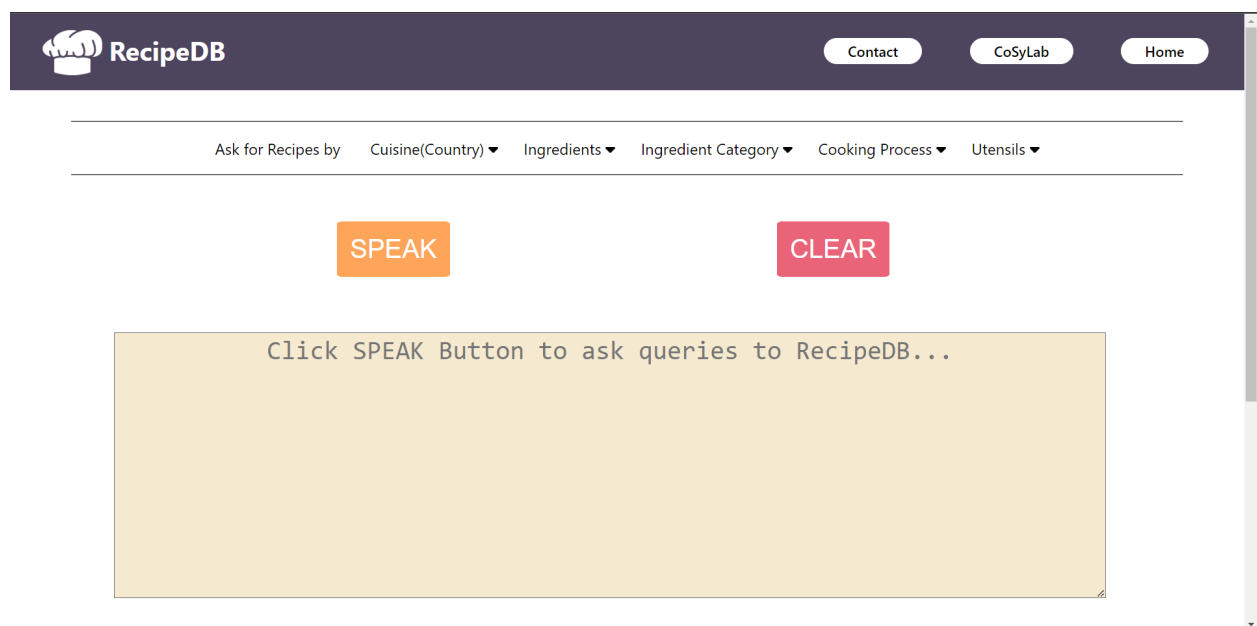 RecipeDB Contact CoSyLab Home
Ask for Recipes by Cuisine(Country) Ingredients Ingredient Category Cooking Process Utensils
SPEAK CLEAR
Click SPEAK Button to ask queries to RecipeDB...